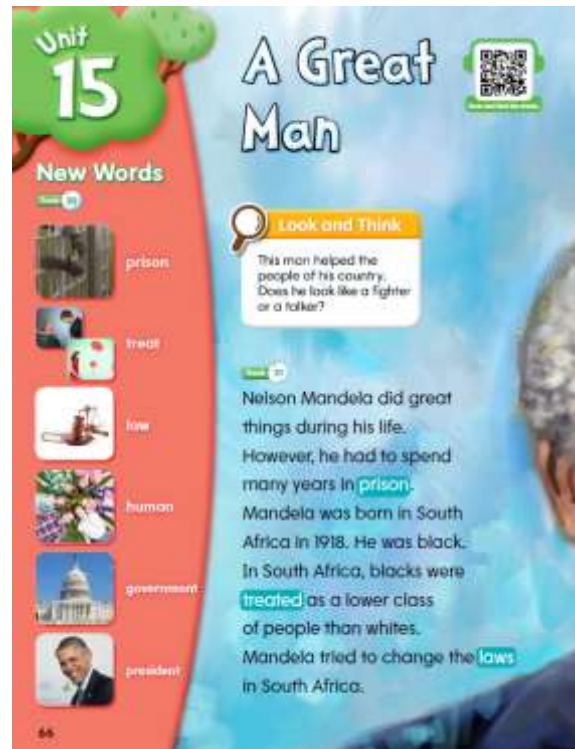 Unit
15
A Great
Man
New Words
prison
treat
law
human
government
president
Look and Think
This man helped the
people of his country.
Does he look like a fighter
or a talker?
Nelson Mandela did great
things during his life.
However, he had to spend
many years in prison.
Mandela was born in South
Africa in 1918. He was black.
In South Africa, blacks were
treated as a lower class
of people than whites.
Mandela tried to change the laws
in South Africa.
66